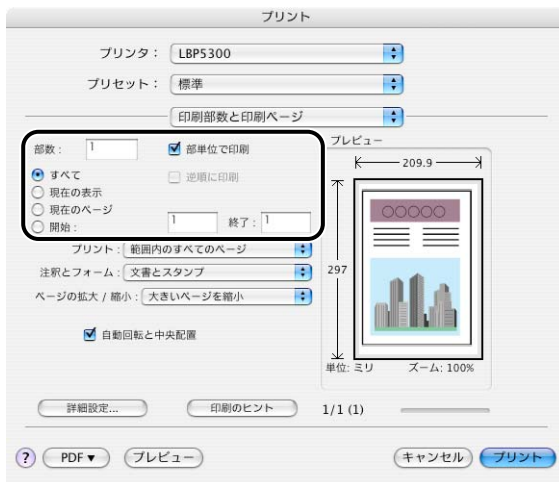 プリント
プリンタ： LBP5300
プリセット： 標準
印刷部数と印刷ページ
部数： 1 部単位で印刷
すべて 逆順に印刷
現在の表示
現在のページ
開始： 1 終了：1
プリント：範囲内のすべてのページ
注釈とフォーム：文書とスタンプ
ページの拡大 / 縮小：大きいページを縮小
自動回転と中央配置
プレビュー
209.9
297
単位: ミリ ズーム: 100%
詳細設定... 印刷のヒント 1/1 (1)
? PDF▼ プレビュー キャンセル プリント